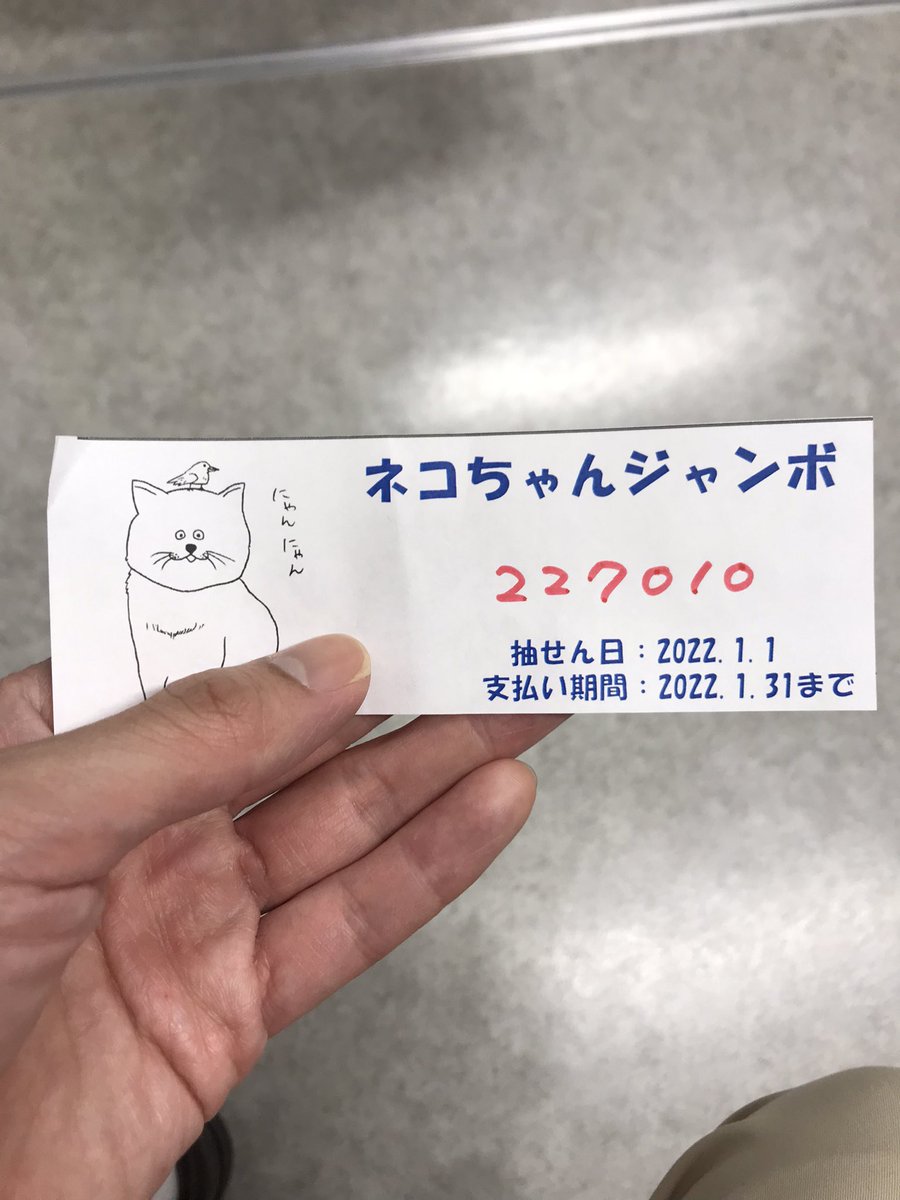 にゃんにゃん
ネコちゃんジャンボ
227010
抽せん日：2022.1.1
支払い期間：2022.1.31まで